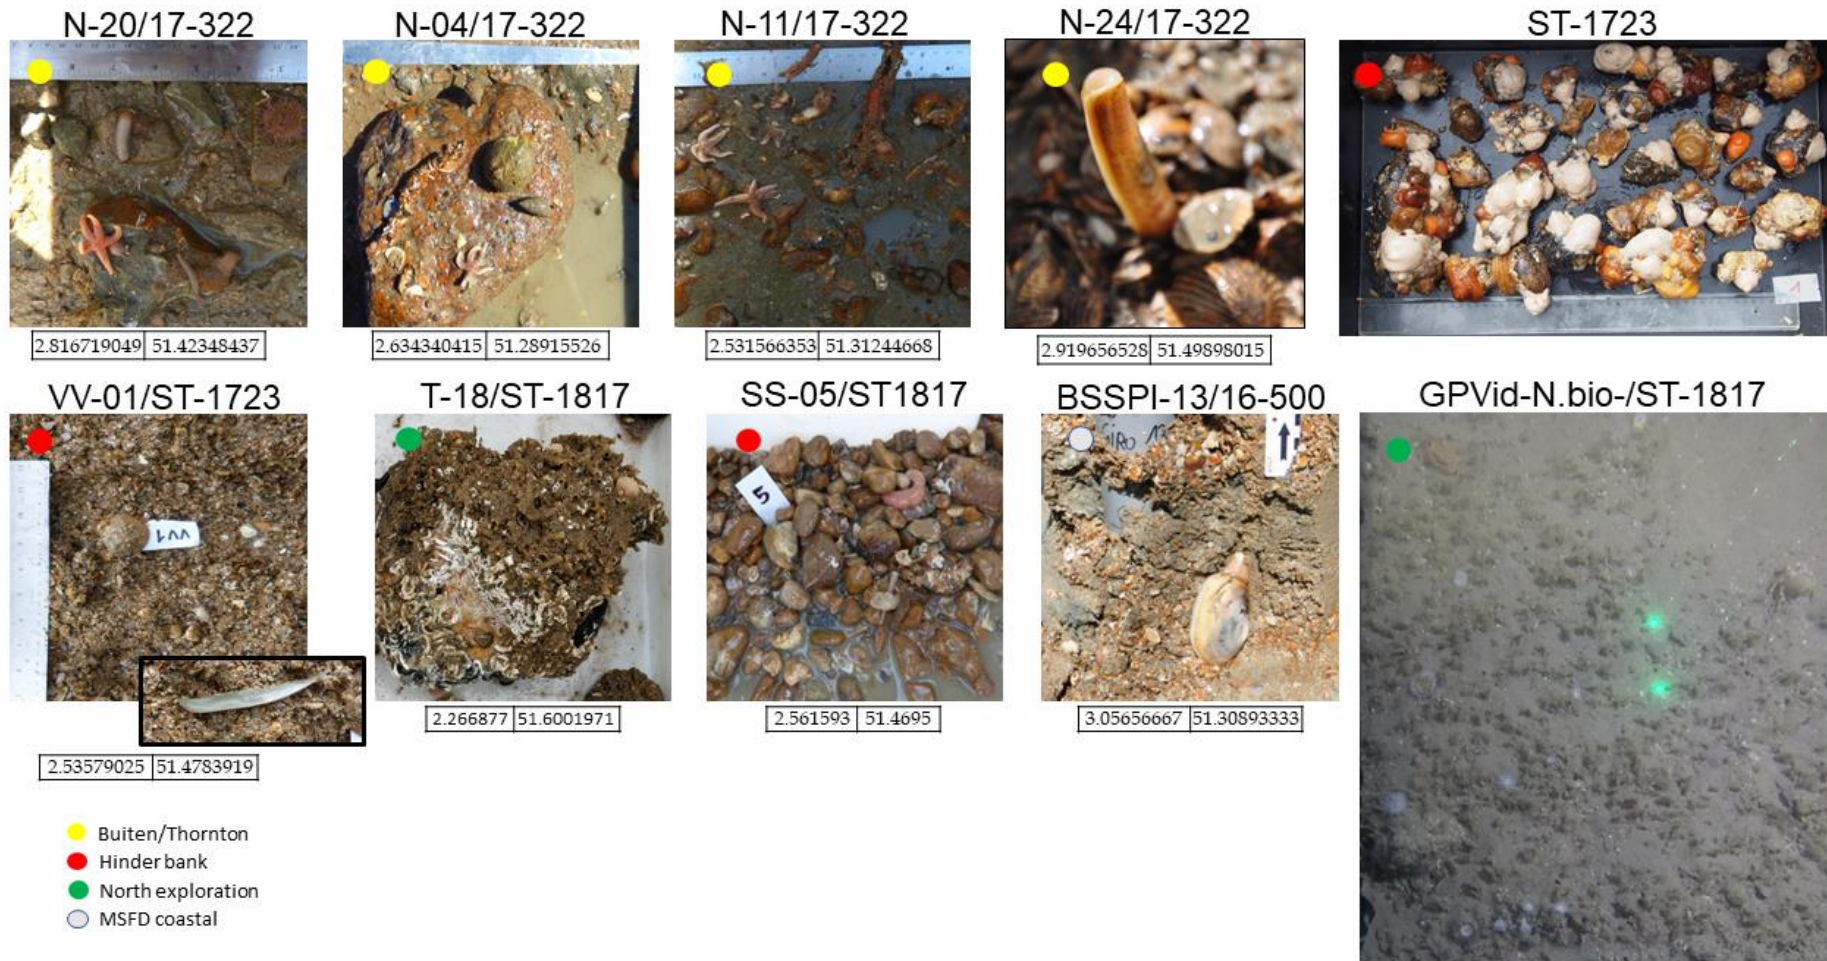 N-20/17-322
N-04/17-322
N-11/17-322
N-24/17-322
ST-1723
2.816719049 51.42348437
2.634340415 51.28915526
2.531566353 51.31244668
2.919656528 51.49898015
1
VV-01/ST-1723
T-18/ST-1817
SS-05/ST1817
BSSPI-13/16-500
GPVid-N.bio-/ST-1817
VV1
5
13
2.266877 51.6001971
2.561593 51.4695
3.05656667 51.30893333
2.53579025 51.4783919
Buiten/Thornton
Hinder bank
North exploration
MSFD coastal